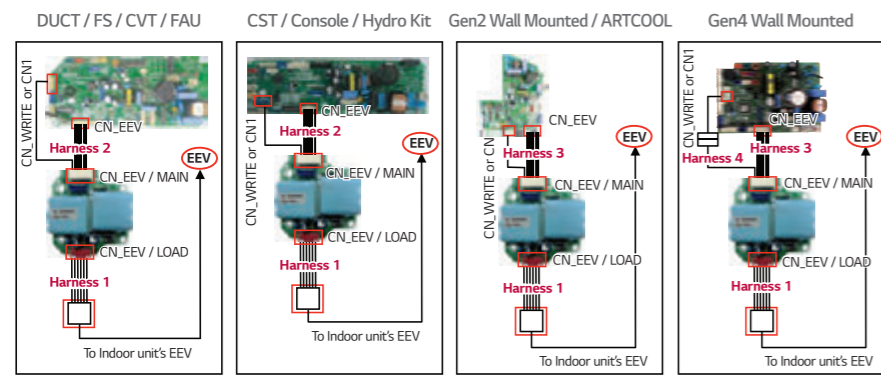 DUCT / FS / CVT / FAU
CN_WRITE or CN1
CN_EEV
Harness 2
EEV
CN_EEV / MAIN
CN_EEV / LOAD
Harness 1
To Indoor unit's EEV
CST / Console / Hydro Kit
CN_WRITE or CN1
CN_EEV
Harness 2
EEV
CN_EEV / MAIN
CN_EEV / LOAD
Harness 1
To Indoor unit's EEV
Gen2 Wall Mounted / ARTCOOL
CN_EEV
CN_WRITE or CN
Harness 3
EEV
CN_EEV / MAIN
CN_EEV / LOAD
Harness 1
To Indoor unit's EEV
Gen4 Wall Mounted
CN_WRITE or CN1
CN_EEV
Harness 4
Harness 3
EEV
CN_EEV / MAIN
CN_EEV / LOAD
Harness 1
To Indoor unit's EEV